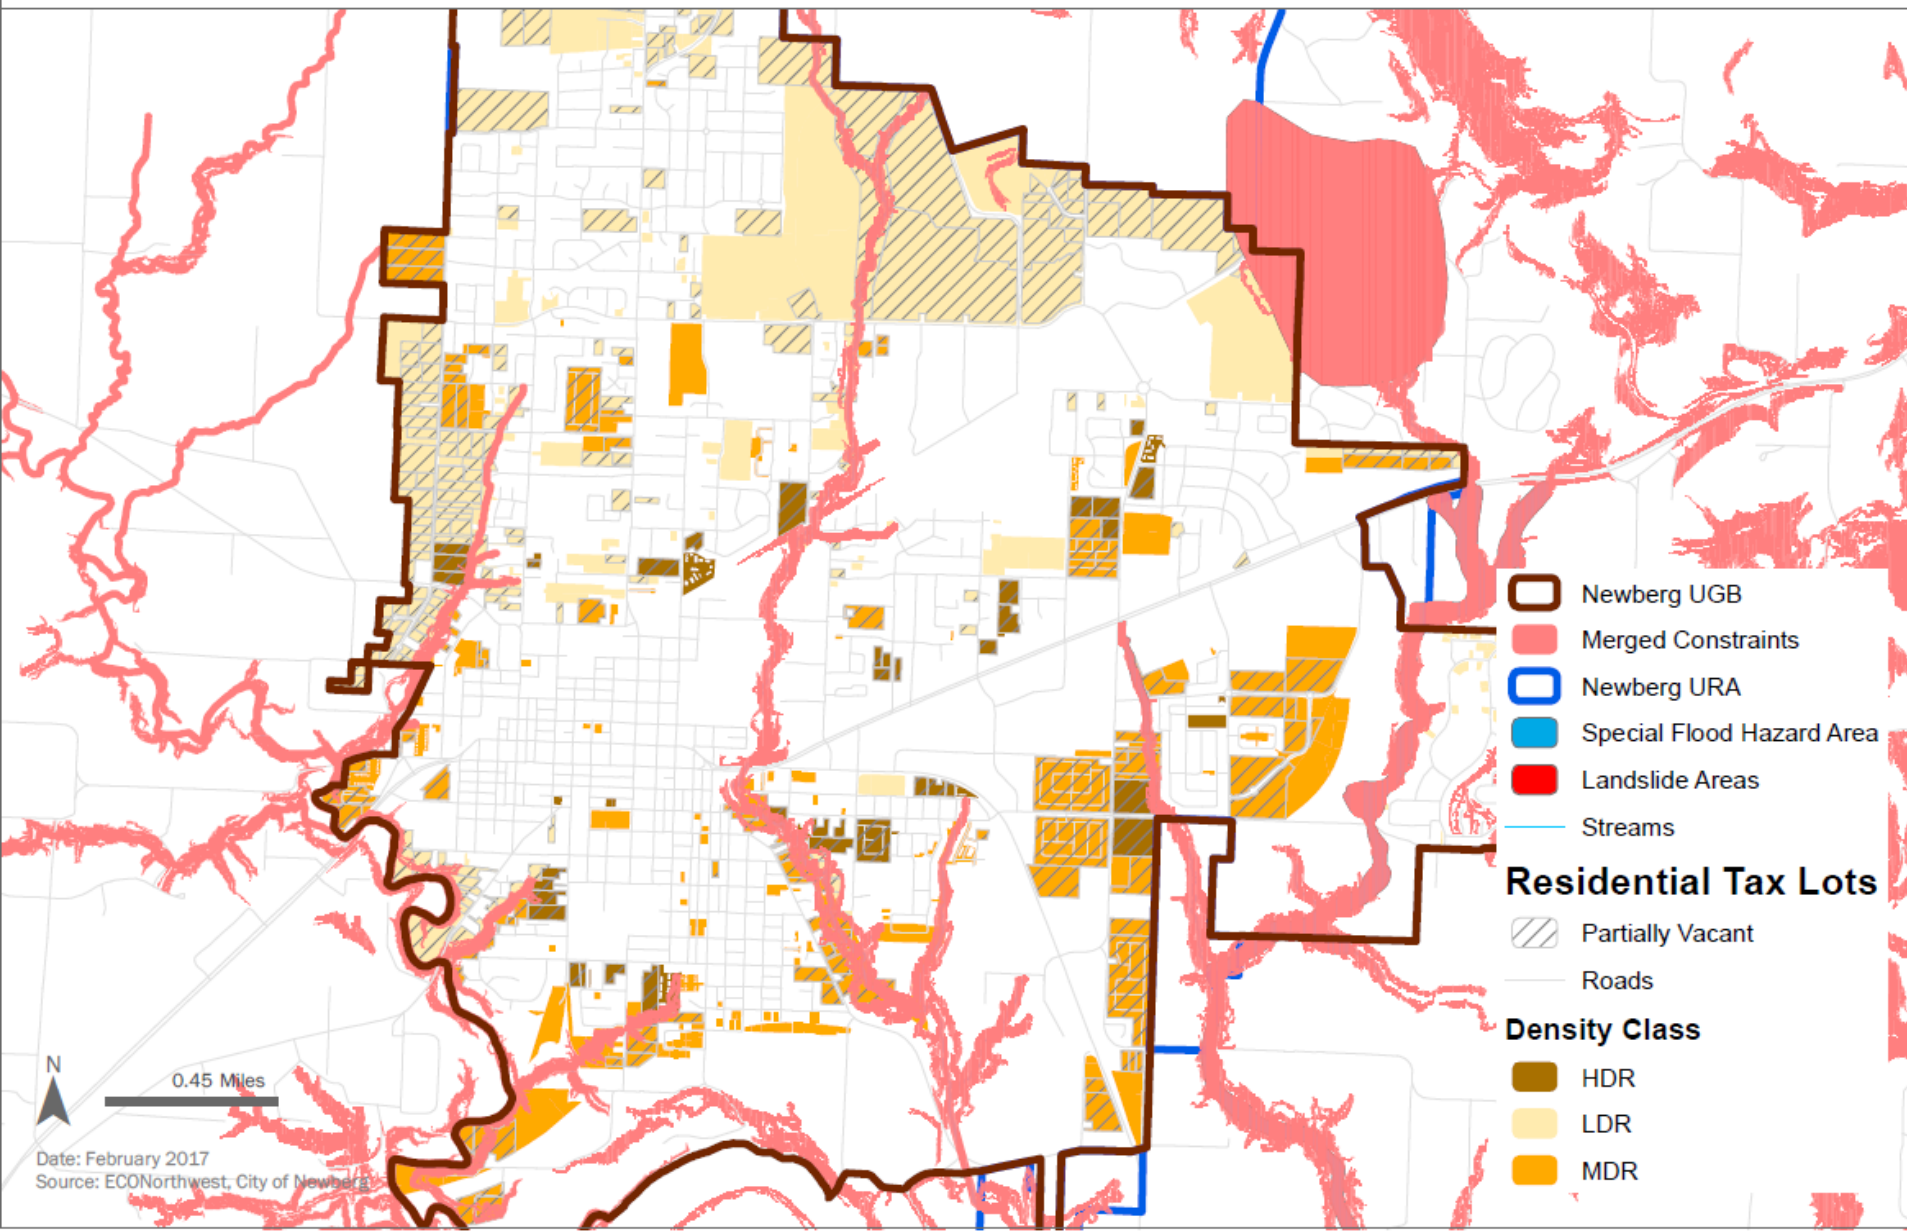 Newberg UGB
Merged Constraints
Newberg URA
Special Flood Hazard Area
Landslide Areas
Streams
Residential Tax Lots
Partially Vacant
Roads
Density Class
HDR
LDR
MDR
N
0.45 Miles
Date: February 2017
Source: ECONorthwest, City of Newberg